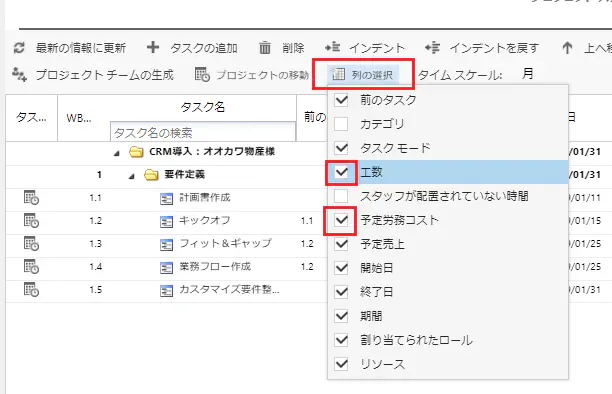 最新の情報に更新 タスクの追加 削除 インデント インデントを戻す 上へ移
プロジェクト チームの生成 プロジェクトの移動 列の選択 タイム スケール: 月
タス... WB... タスク名 前の 日
タスク名の検索
前のタスク
カテゴリ
タスク モード
工数
スタッフが配置されていない時間
予定労務コスト
予定売上
開始日
終了日
期間
割り当てられたロール
リソース
CRM導入：オオカワ物産様 /01/31
1 要件定義 /01/31
1.1 計画書作成 /01/11
1.2 キックオフ 1.1 /01/15
1.3 フィット＆ギャップ 1.2 /01/25
1.4 業務フロー作成 1.2 /01/25
1.5 カスタマイズ要件整... /01/31